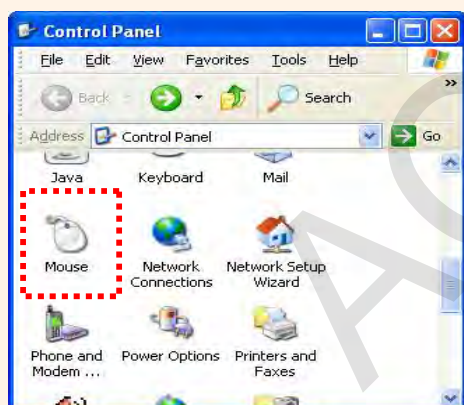 Control Panel
File Edit View Favorites Tools Help
Back Search »
Address Control Panel Go
Java Keyboard Mail
Mouse Network Connections Network Setup Wizard
Phone and Modem ... Power Options Printers and Faxes